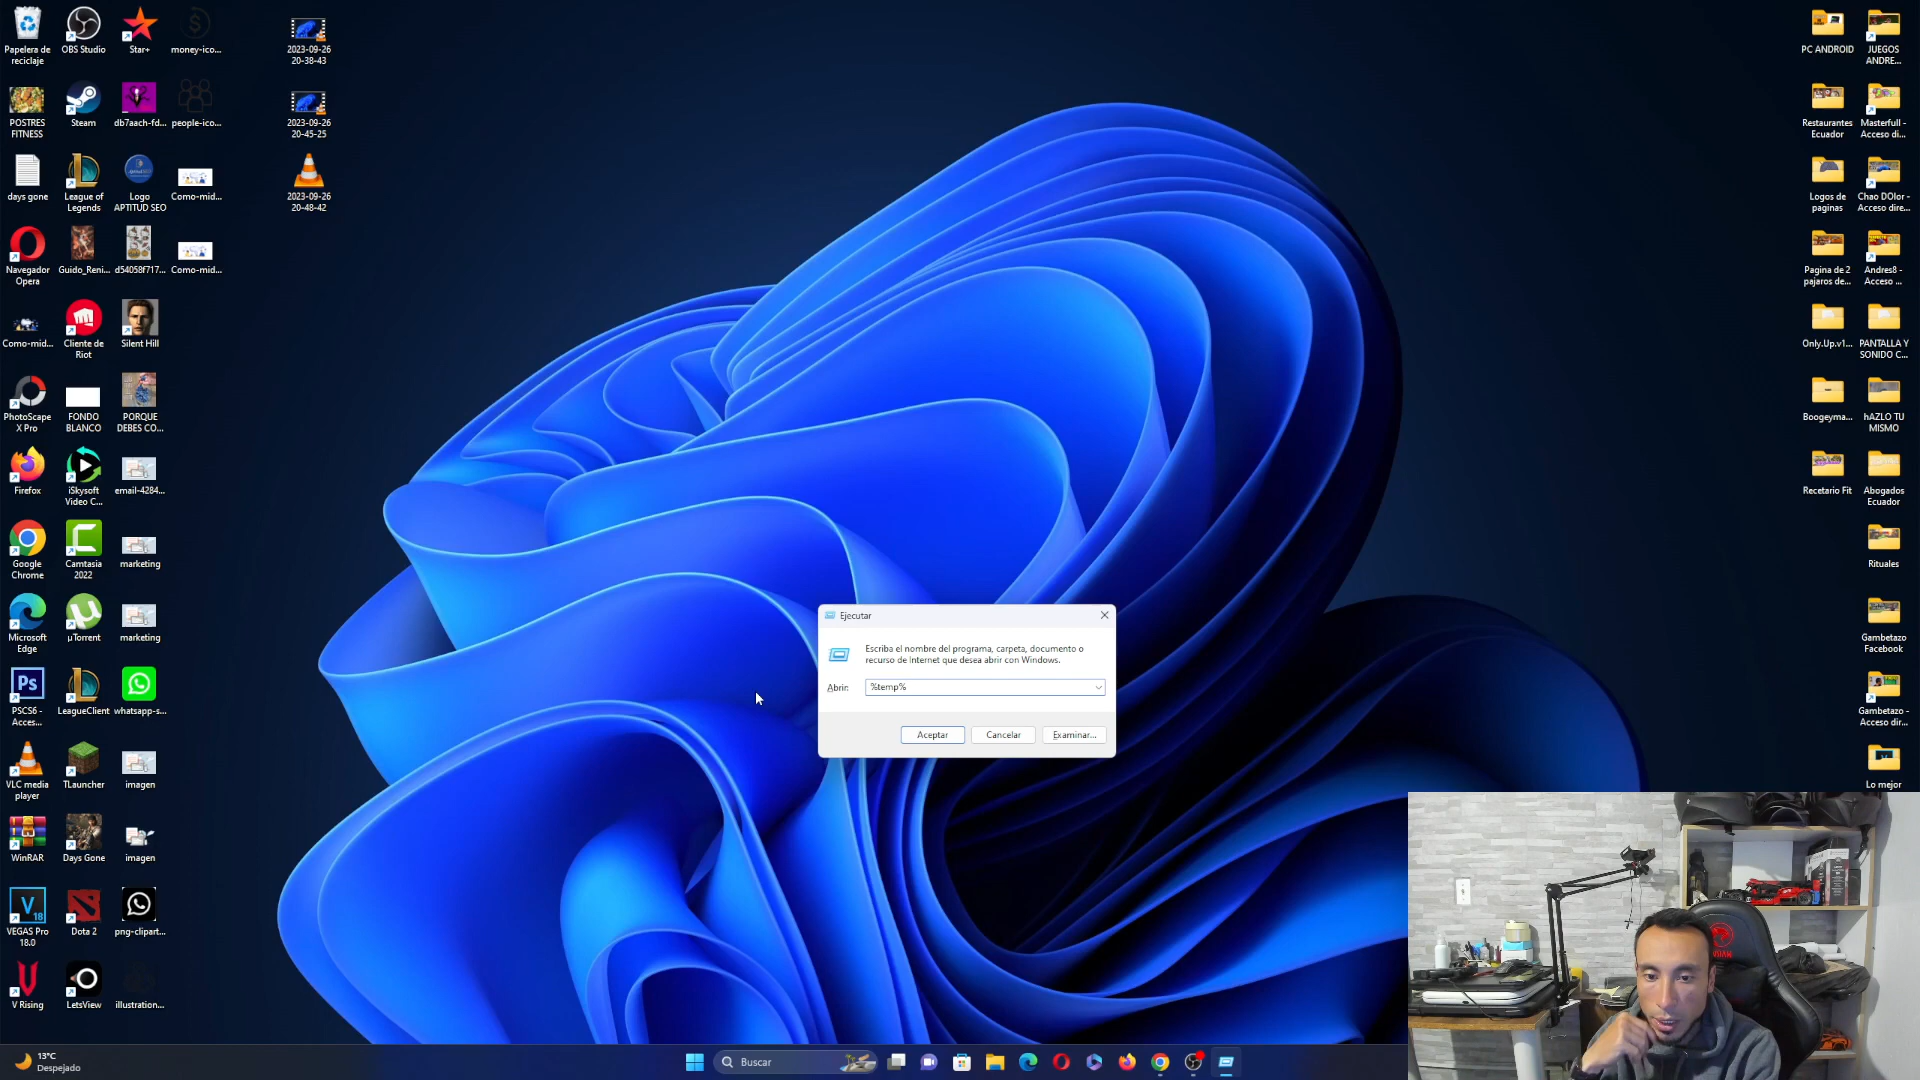 Papelera de
reciclaje
OBS Studio
Star+
money-ico...
2023-09-26
20-38-43
PC ANDROID
JUEGOS
ANDRE...
POSTRES
FITNESS
Steam
db7aach-fd...
people-ico...
2023-09-26
20-45-25
Restaurantes
Ecuador
Masterfull -
Acceso di...
days gone
League of
Legends
Logo
APTITUD SEO
Como-mid...
2023-09-26
20-48-42
Logos de
paginas
Chao DOlor -
Acceso dire...
Navegador
Opera
Guido_Reni...
d54058f717...
Como-mid...
Pagina de 2
pajaros de...
Andres8 -
Acceso ...
Como-mid...
Cliente de
Riot
Silent Hill
Only.Up.v1...
PANTALLA Y
SONIDO C...
PhotoScape
X Pro
FONDO
BLANCO
PORQUE
DEBES CO...
Boogeyma...
hAZLO TU
MISMO
Firefox
iSkysoft
Video C...
email-4284...
Recetario Fit
Abogados
Ecuador
Google
Chrome
Camtasia
2022
marketing
Rituales
Microsoft
Edge
µTorrent
marketing
Gambetazo
Facebook
Ps
PSCS6 -
Acces...
LeagueClient
whatsapp-s...
Gambetazo -
Acceso dir...
VLC media
player
TLauncher
imagen
Lo mejor
WinRAR
Days Gone
imagen
V
18
VEGAS Pro
18.0
Dota 2
png-clipart...
V Rising
LetsView
illustration...
Ejecutar
Escriba el nombre del programa, carpeta, documento o
recurso de Internet que desea abrir con Windows.
Abrir:
%temp%
Aceptar
Cancelar
Examinar...
13°C
Despejado
Buscar